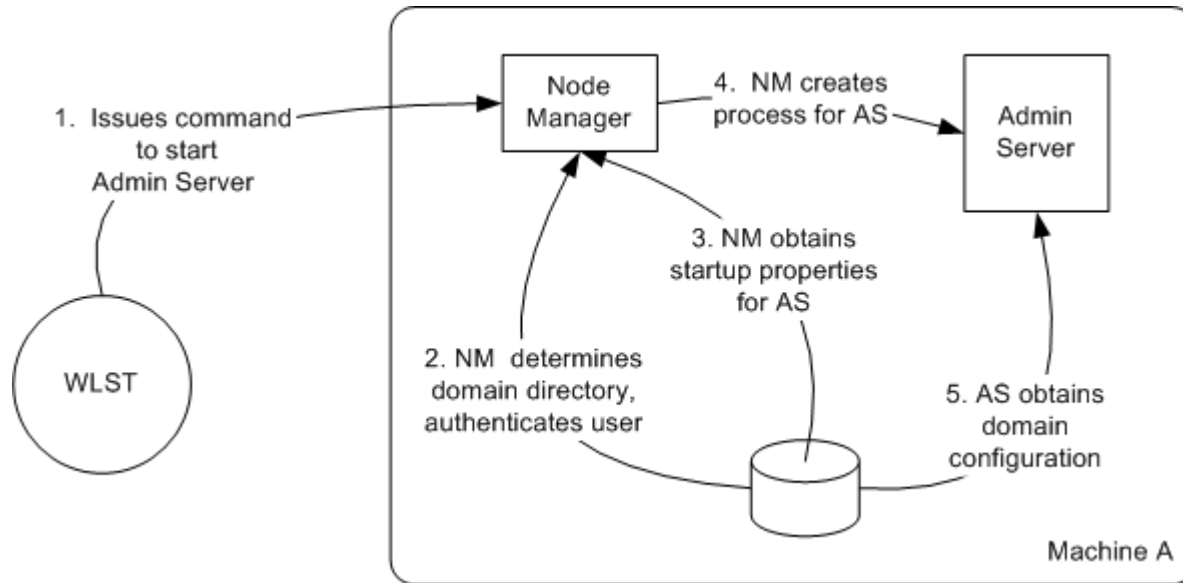 1.  Issues command
to start
Admin Server
WLST
Node
Manager
4.  NM creates
process for AS
Admin
Server
3. NM obtains
startup properties
for AS
2. NM  determines
domain directory,
authenticates user
5. AS obtains
domain
configuration
Machine A